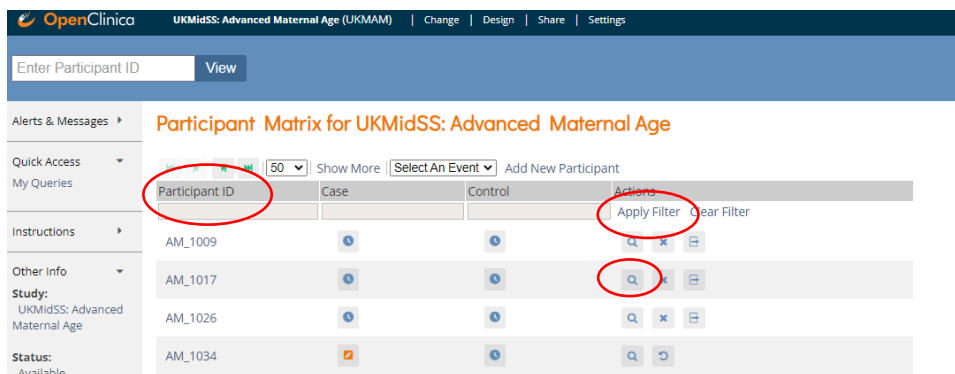 OpenClinica UKMidSS: Advanced Maternal Age (UKMAM) | Change | Design | Share | Settings
Enter Participant ID View
Alerts & Messages
Participant Matrix for UKMidSS: Advanced Maternal Age
Quick Access
My Queries
50 Show More Select An Event Add New Participant
Participant ID Case Control Actions
Apply Filter Clear Filter
Instructions
AM_1009
Other Info
AM_1017
Study:
UKMidSS: Advanced
Maternal Age
AM_1026
Status:
AM_1034
Available